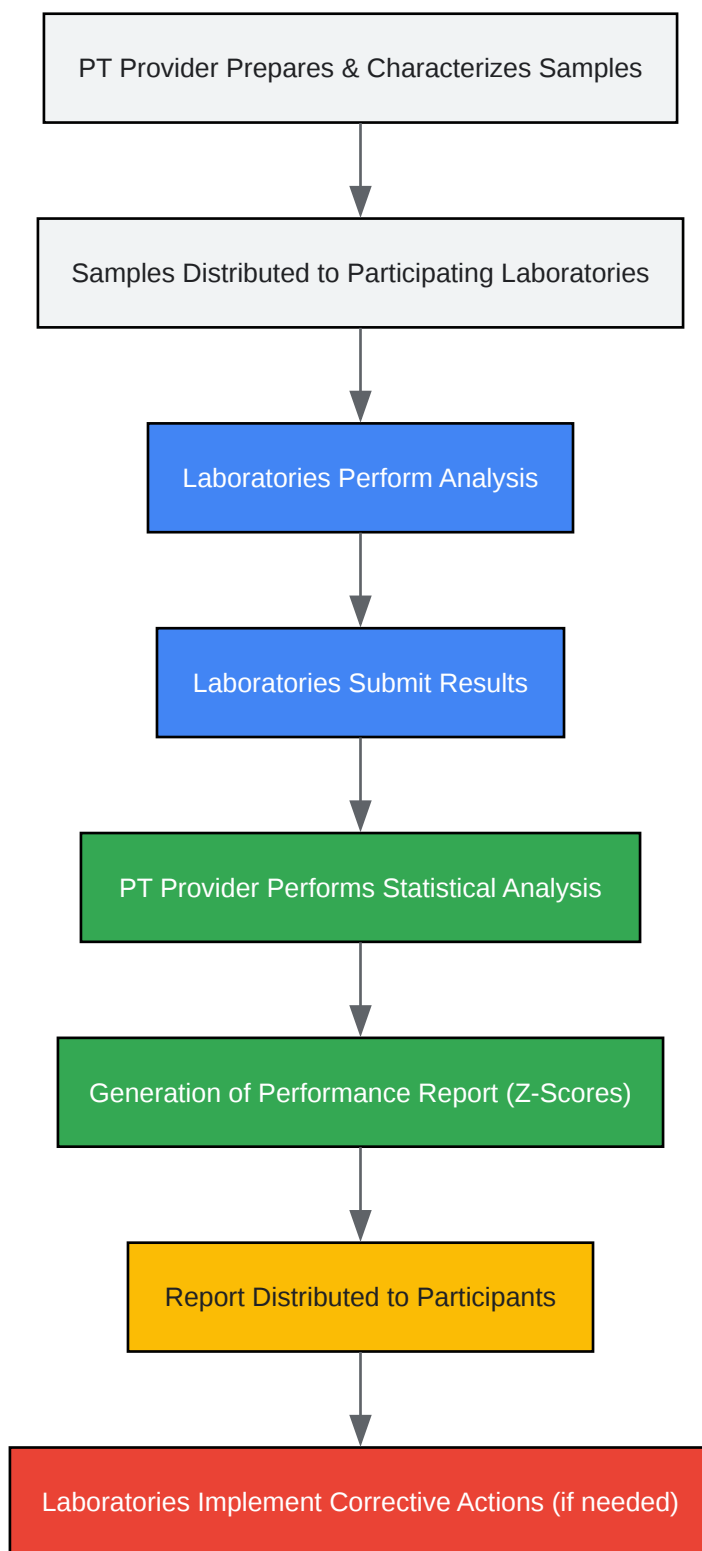 PT Provider Prepares & Characterizes Samples
Samples Distributed to Participating Laboratories
Laboratories Perform Analysis
Laboratories Submit Results
PT Provider Performs Statistical Analysis
Generation of Performance Report (Z-Scores)
Report Distributed to Participants
Laboratories Implement Corrective Actions (if needed)